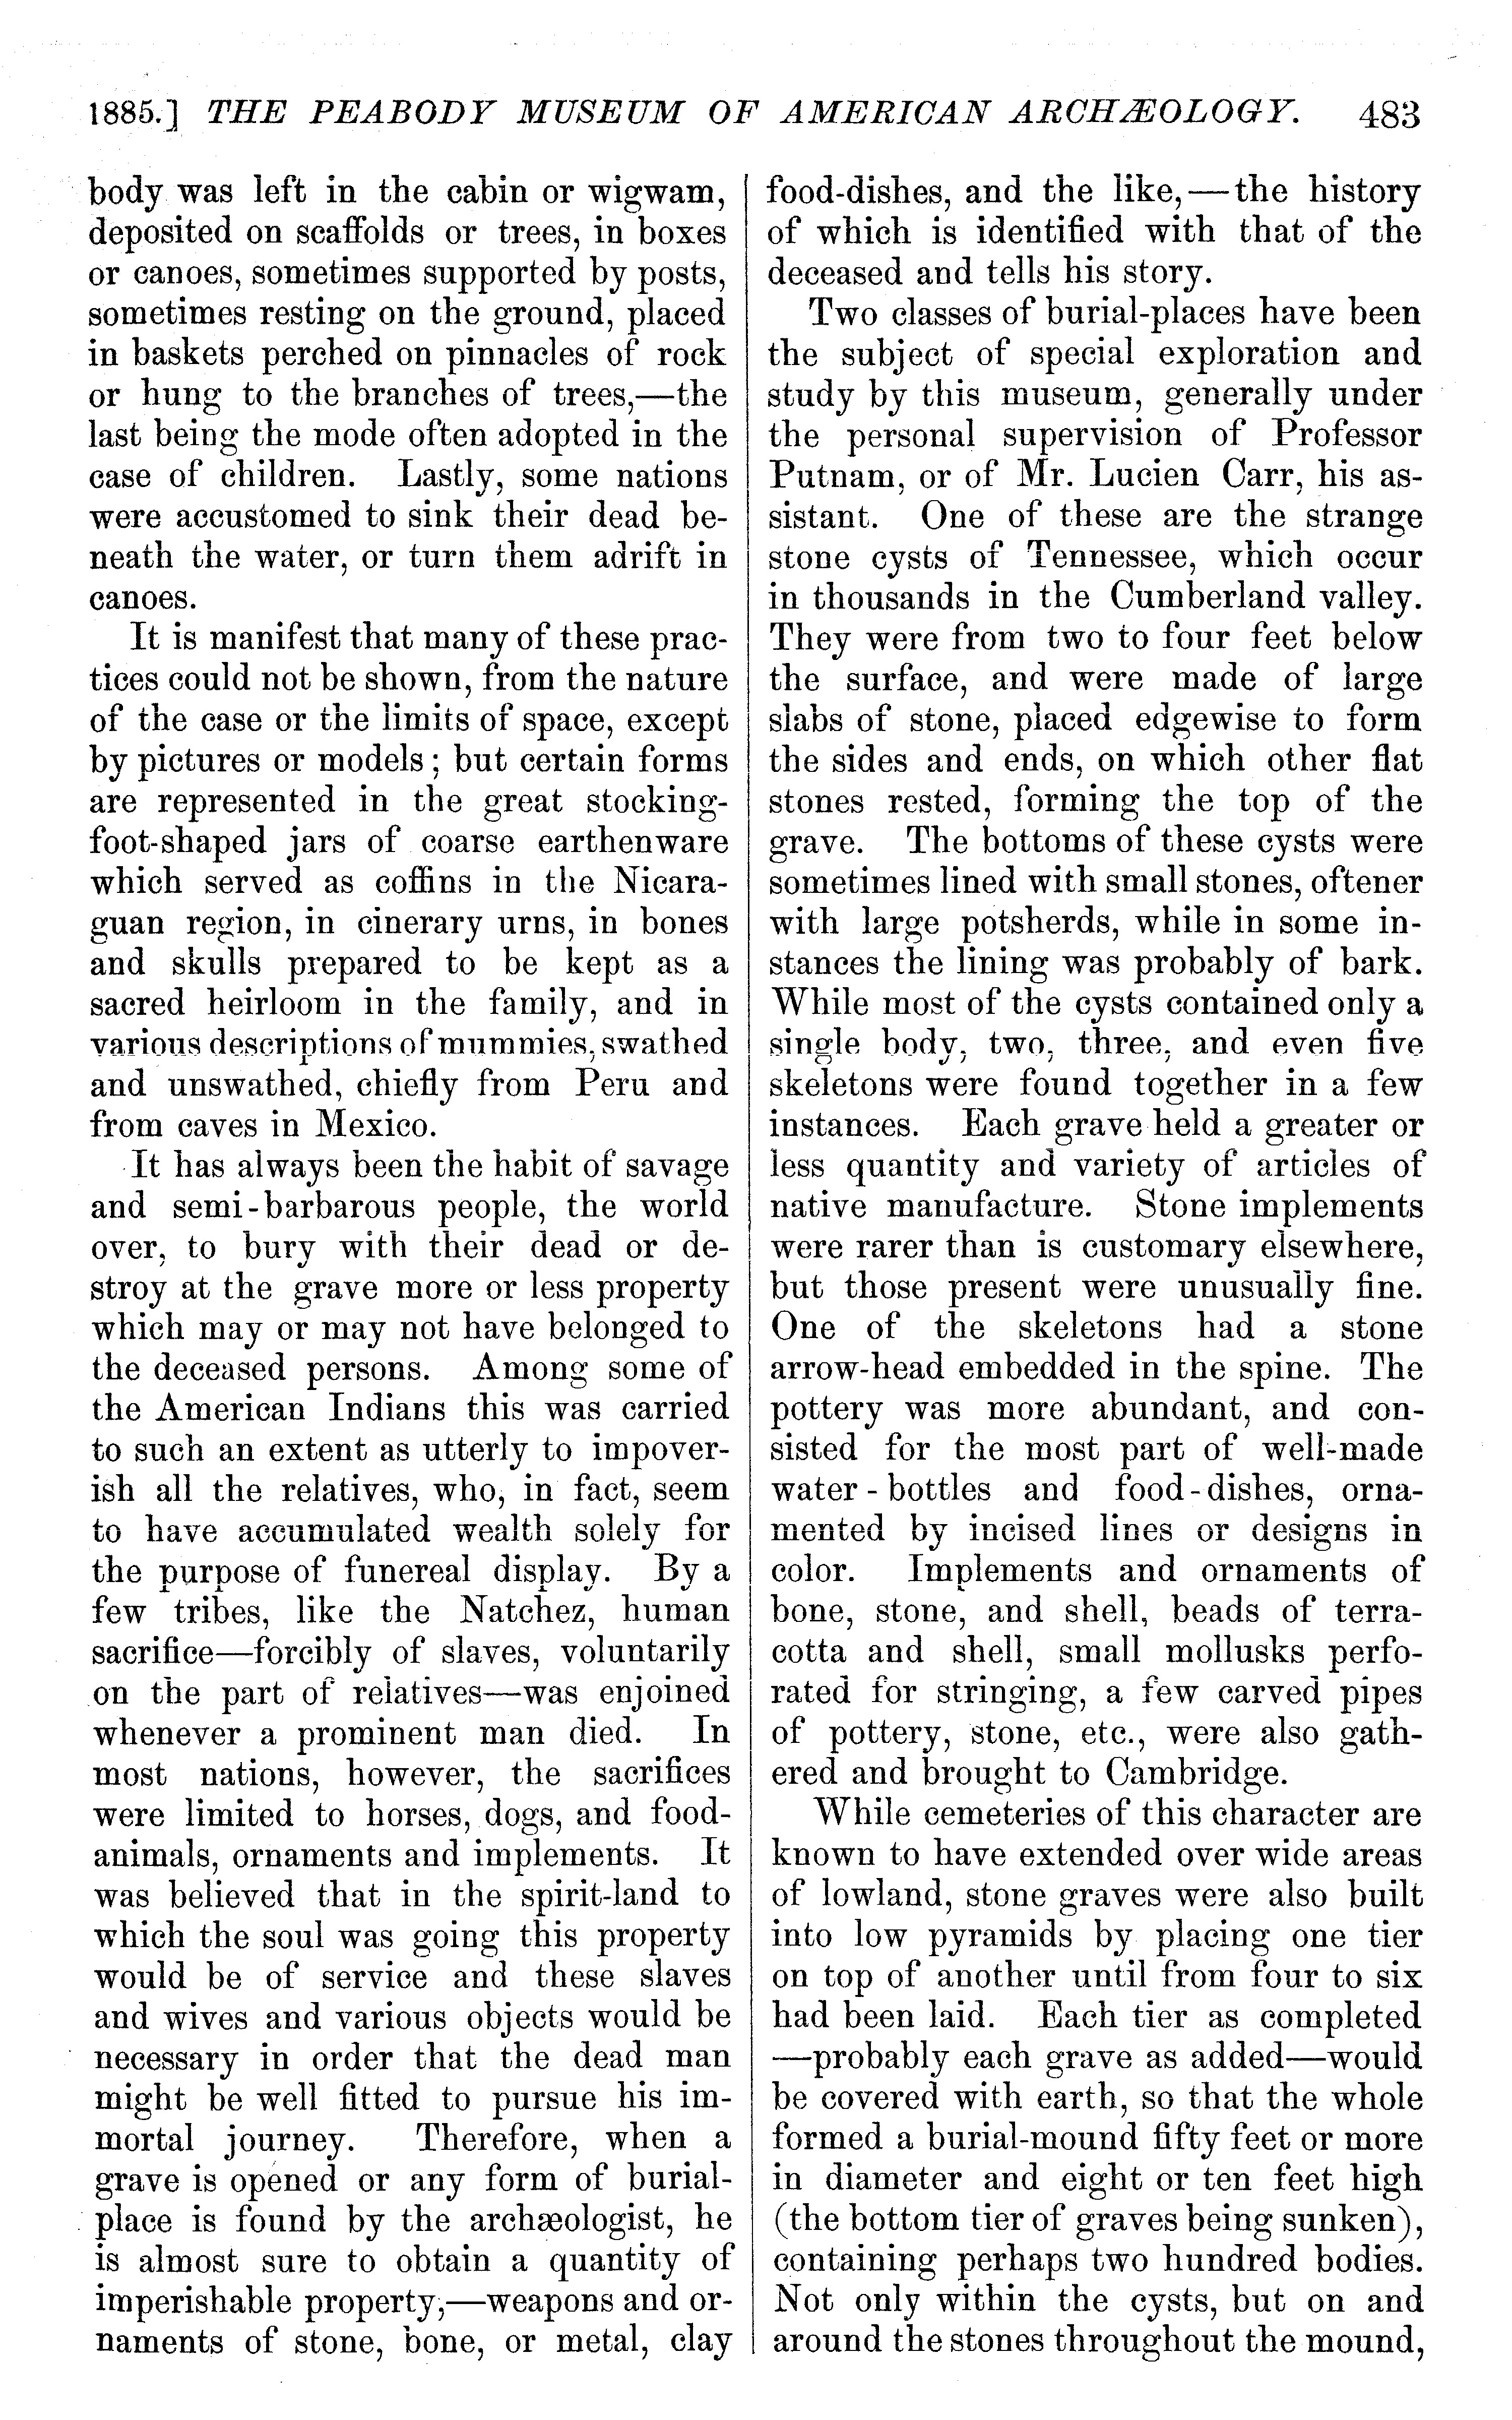 1885.] THE PEABODY MUSEUM OF AMERICAN ARCHÆOLOGY. 483
body was left in the cabin or wigwam,
deposited on scaffolds or trees, in boxes
or canoes, sometimes supported by posts,
sometimes resting on the ground, placed
in baskets perched on pinnacles of rock
or hung to the branches of trees,—the
last being the mode often adopted in the
case of children. Lastly, some nations
were accustomed to sink their dead be-
neath the water, or turn them adrift in
canoes.
It is manifest that many of these prac-
tices could not be shown, from the nature
of the case or the limits of space, except
by pictures or models; but certain forms
are represented in the great stocking-
foot-shaped jars of coarse earthenware
which served as coffins in the Nicara-
guan region, in cinerary urns, in bones
and skulls prepared to be kept as a
sacred heirloom in the family, and in
various descriptions of mummies, swathed
and unswathed, chiefly from Peru and
from caves in Mexico.
It has always been the habit of savage
and semi-barbarous people, the world
over, to bury with their dead or de-
stroy at the grave more or less property
which may or may not have belonged to
the deceased persons. Among some of
the American Indians this was carried
to such an extent as utterly to impover-
ish all the relatives, who, in fact, seem
to have accumulated wealth solely for
the purpose of funereal display. By a
few tribes, like the Natchez, human
sacrifice—forcibly of slaves, voluntarily
on the part of relatives—was enjoined
whenever a prominent man died. In
most nations, however, the sacrifices
were limited to horses, dogs, and food-
animals, ornaments and implements. It
was believed that in the spirit-land to
which the soul was going this property
would be of service and these slaves
and wives and various objects would be
necessary in order that the dead man
might be well fitted to pursue his im-
mortal journey. Therefore, when a
grave is opened or any form of burial-
place is found by the archæologist, he
is almost sure to obtain a quantity of
imperishable property,—weapons and or-
naments of stone, bone, or metal, clay
food-dishes, and the like,—the history
of which is identified with that of the
deceased and tells his story.
Two classes of burial-places have been
the subject of special exploration and
study by this museum, generally under
the personal supervision of Professor
Putnam, or of Mr. Lucien Carr, his as-
sistant. One of these are the strange
stone cysts of Tennessee, which occur
in thousands in the Cumberland valley.
They were from two to four feet below
the surface, and were made of large
slabs of stone, placed edgewise to form
the sides and ends, on which other flat
stones rested, forming the top of the
grave. The bottoms of these cysts were
sometimes lined with small stones, oftener
with large potsherds, while in some in-
stances the lining was probably of bark.
While most of the cysts contained only a
single body, two, three, and even five
skeletons were found together in a few
instances. Each grave held a greater or
less quantity and variety of articles of
native manufacture. Stone implements
were rarer than is customary elsewhere,
but those present were unusually fine.
One of the skeletons had a stone
arrow-head embedded in the spine. The
pottery was more abundant, and con-
sisted for the most part of well-made
water-bottles and food-dishes, orna-
mented by incised lines or designs in
color. Implements and ornaments of
bone, stone, and shell, beads of terra-
cotta and shell, small mollusks perfo-
rated for stringing, a few carved pipes
of pottery, stone, etc., were also gath-
ered and brought to Cambridge.
While cemeteries of this character are
known to have extended over wide areas
of lowland, stone graves were also built
into low pyramids by placing one tier
on top of another until from four to six
had been laid. Each tier as completed
—probably each grave as added—would
be covered with earth, so that the whole
formed a burial-mound fifty feet or more
in diameter and eight or ten feet high
(the bottom tier of graves being sunken),
containing perhaps two hundred bodies.
Not only within the cysts, but on and
around the stones throughout the mound,